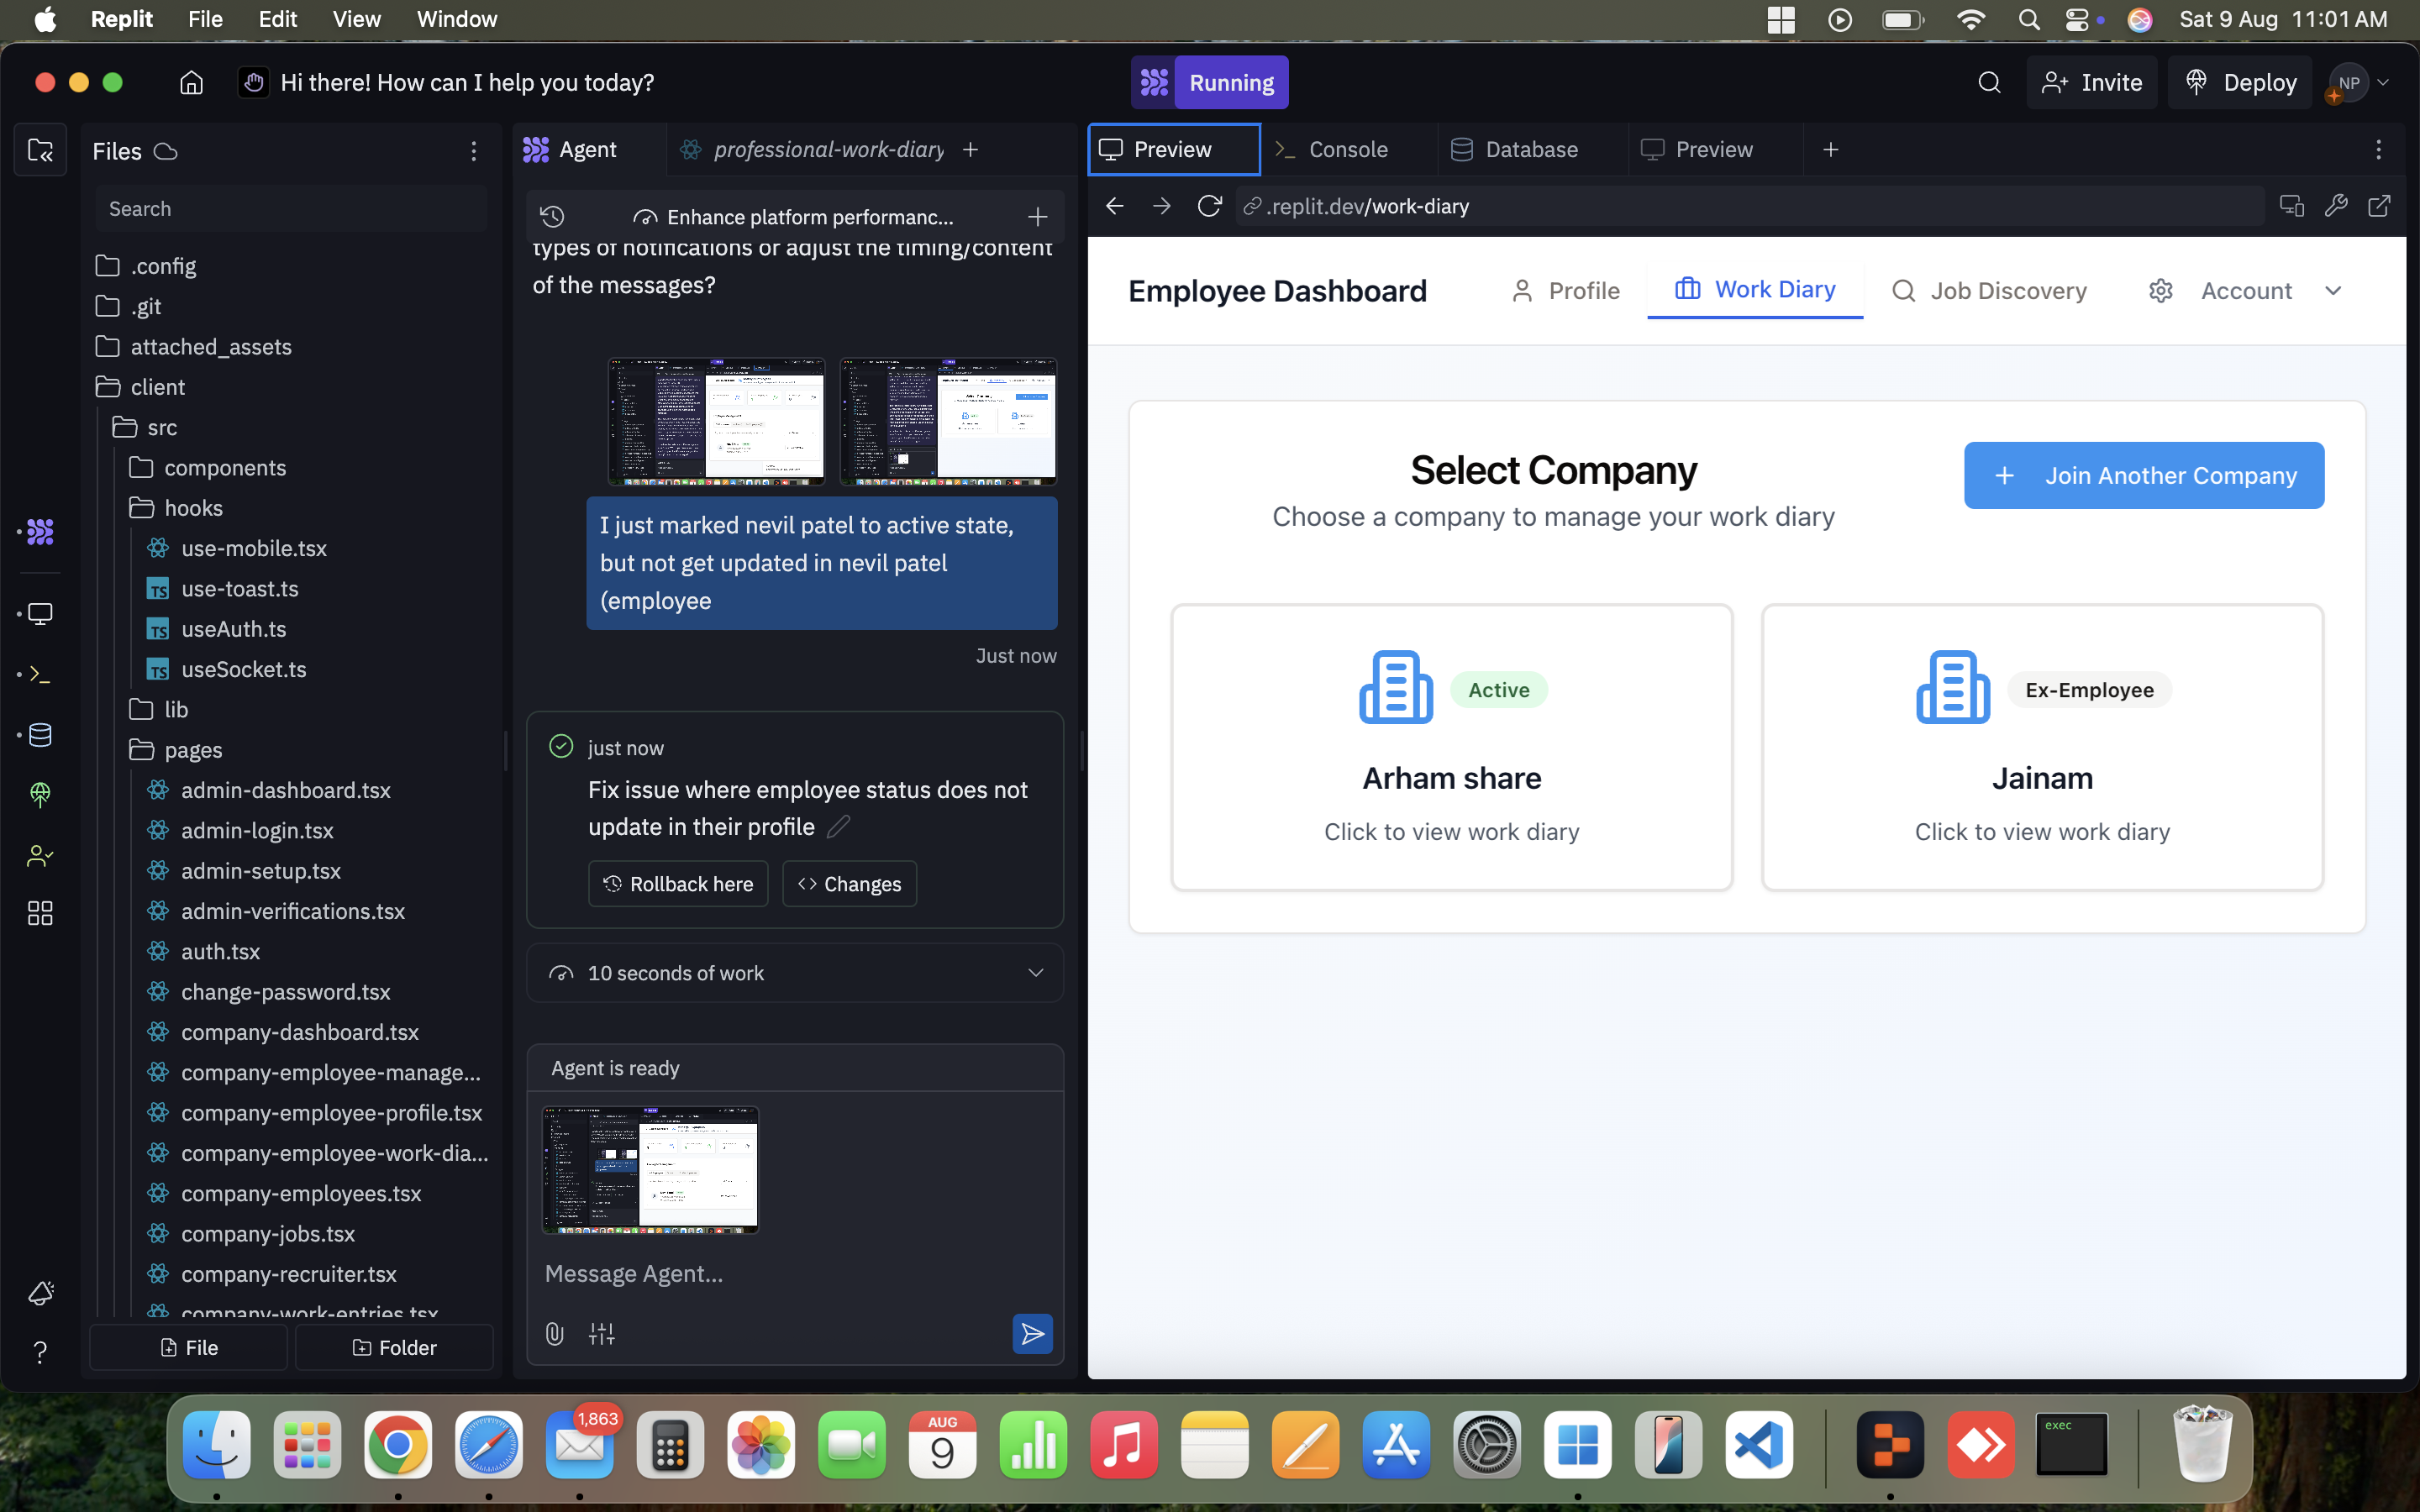 Replit File Edit View Window Sat 9 Aug 11:01 AM
Hi there! How can I help you today?
Running
Invite
Deploy
NP
Files
Search
.config
.git
attached_assets
client
src
components
hooks
use-mobile.tsx
use-toast.ts
useAuth.ts
useSocket.ts
lib
pages
admin-dashboard.tsx
admin-login.tsx
admin-setup.tsx
admin-verifications.tsx
auth.tsx
change-password.tsx
company-dashboard.tsx
company-employee-manage...
company-employee-profile.tsx
company-employee-work-dia...
company-employees.tsx
company-jobs.tsx
company-recruiter.tsx
company-work-entries.tsx
File
Folder
Agent
professional-work-diary
Enhance platform performanc...
types of notifications or adjust the timing/content
of the messages?
I just marked nevil patel to active state,
but not get updated in nevil patel
(employee
Just now
just now
Fix issue where employee status does not
update in their profile
Rollback here
Changes
10 seconds of work
Agent is ready
Message Agent...
Preview
Console
Database
Preview
.replit.dev/work-diary
Employee Dashboard
Profile
Work Diary
Job Discovery
Account
Select Company
Choose a company to manage your work diary
Join Another Company
Active
Arham share
Click to view work diary
Ex-Employee
Jainam
Click to view work diary
1,863
AUG
9
exec